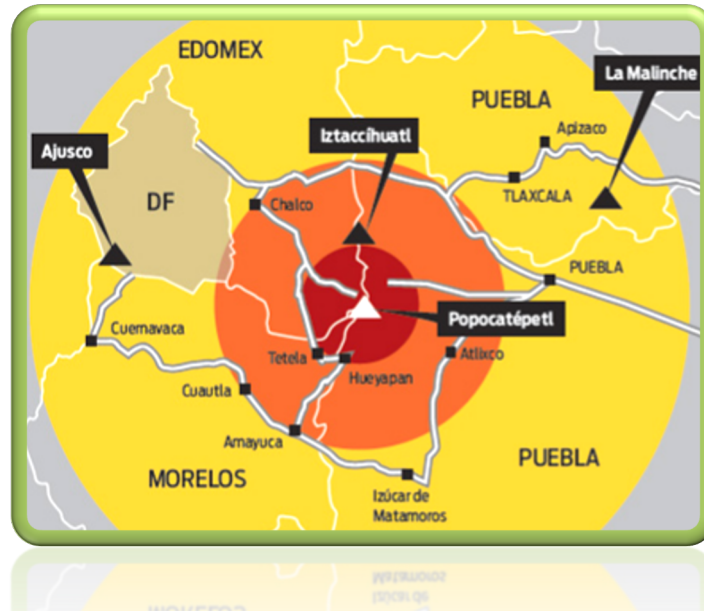 EDOMEX
La Malinche
PUEBLA
Apizaco
Iztaccíhuatl
Ajusco
DF
Chalco
TLAXCALA
PUEBLA
Popocatépetl
Cuernavaca
Tetela
Hueyapan
Atlixco
Cuautla
Amayuca
MORELOS
PUEBLA
Izúcar de
Matamoros